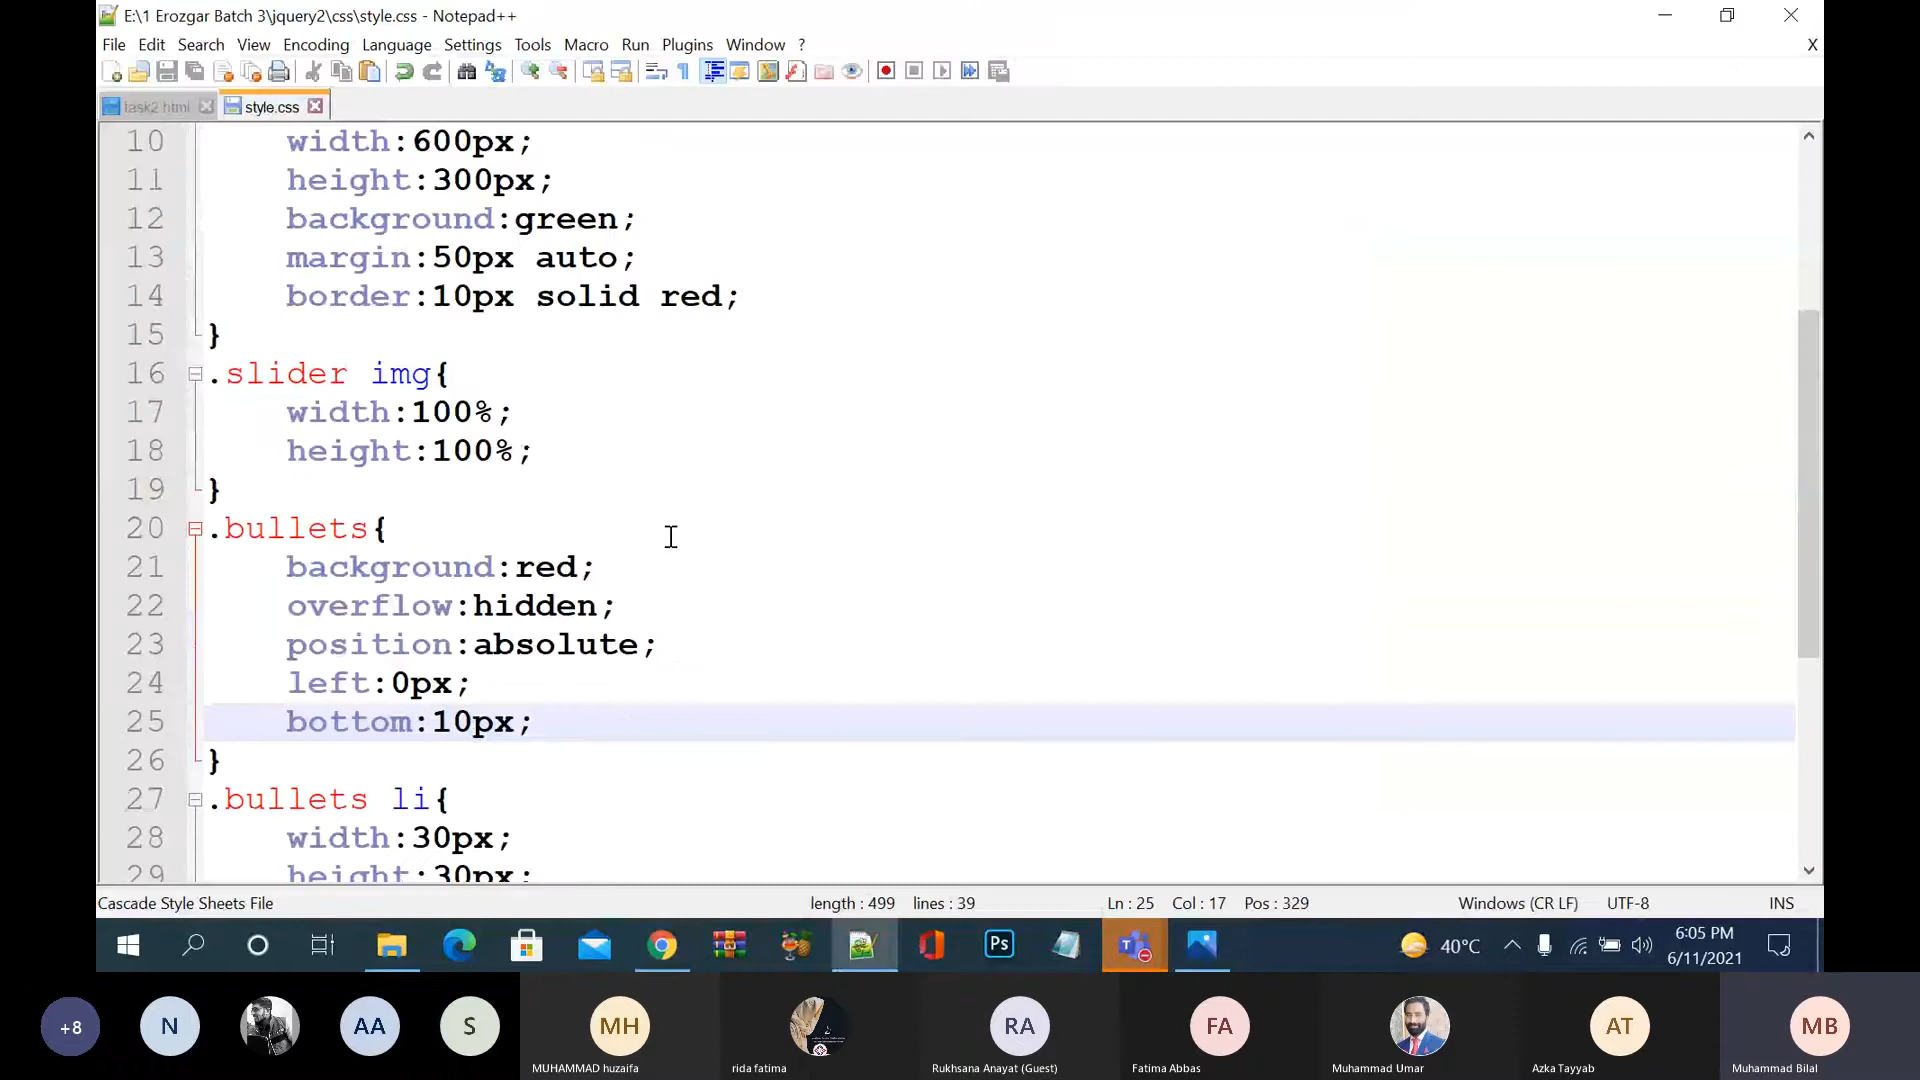 E:\1 Erozgar Batch 3\jquery2\css\style.css - Notepad++
File Edit Search View Encoding Language Settings Tools Macro Run Plugins Window ? X
task2.html style.css
10 width:600px;
11 height:300px;
12 background:green;
13 margin:50px auto;
14 border:10px solid red;
15 }
16 .slider img{
17 width:100%;
18 height:100%;
19 }
20 .bullets{
21 background:red;
22 overflow:hidden;
23 position:absolute;
24 left:0px;
25 bottom:10px;
26 }
27 .bullets li{
28 width:30px;
29 height:30px;
Cascade Style Sheets File length : 499 lines : 39 Ln : 25 Col : 17 Pos : 329 Windows (CR LF) UTF-8 INS
Ps 40°C 6:05 PM
6/11/2021
+8 N AA S MH RA FA AT MB
MUHAMMAD huzaifa rida fatima Rukhsana Anayat (Guest) Fatima Abbas Muhammad Umar Azka Tayyab Muhammad Bilal